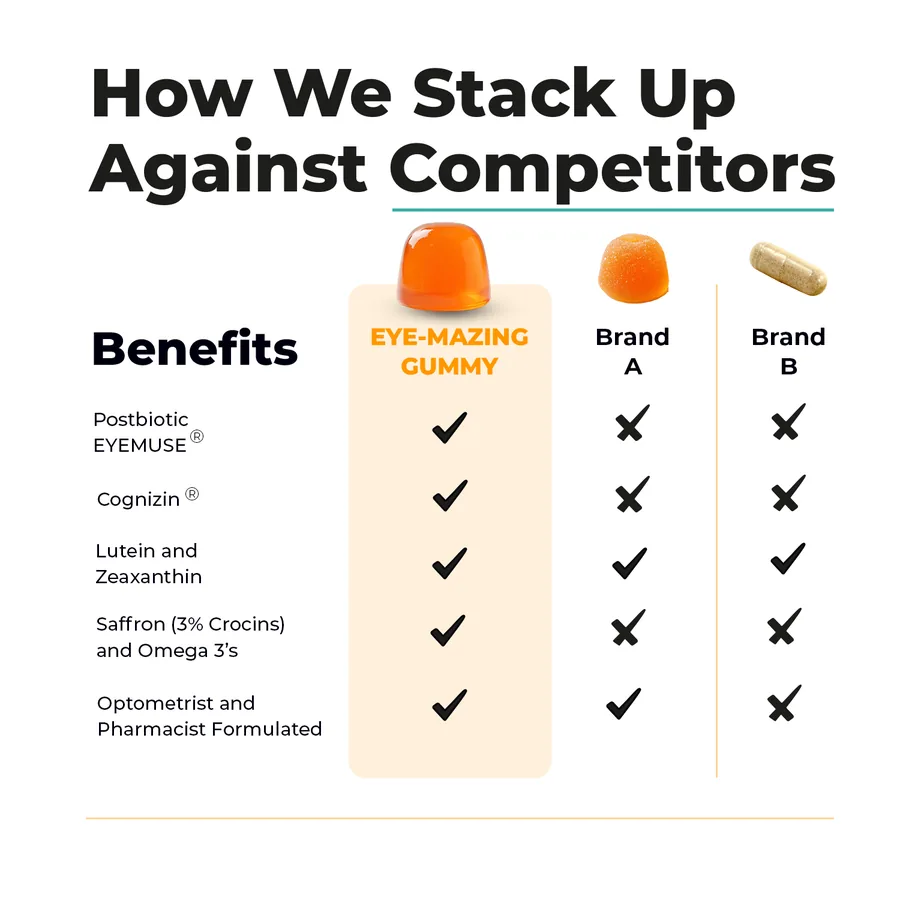 How We Stack Up
Against Competitors
Benefits
EYE-MAZING
GUMMY
Brand
A
Brand
B
Postbiotic
EYEMUSE®
Cognizin®
Lutein and
Zeaxanthin
Saffron (3% Crocins)
and Omega 3’s
Optometrist and
Pharmacist Formulated